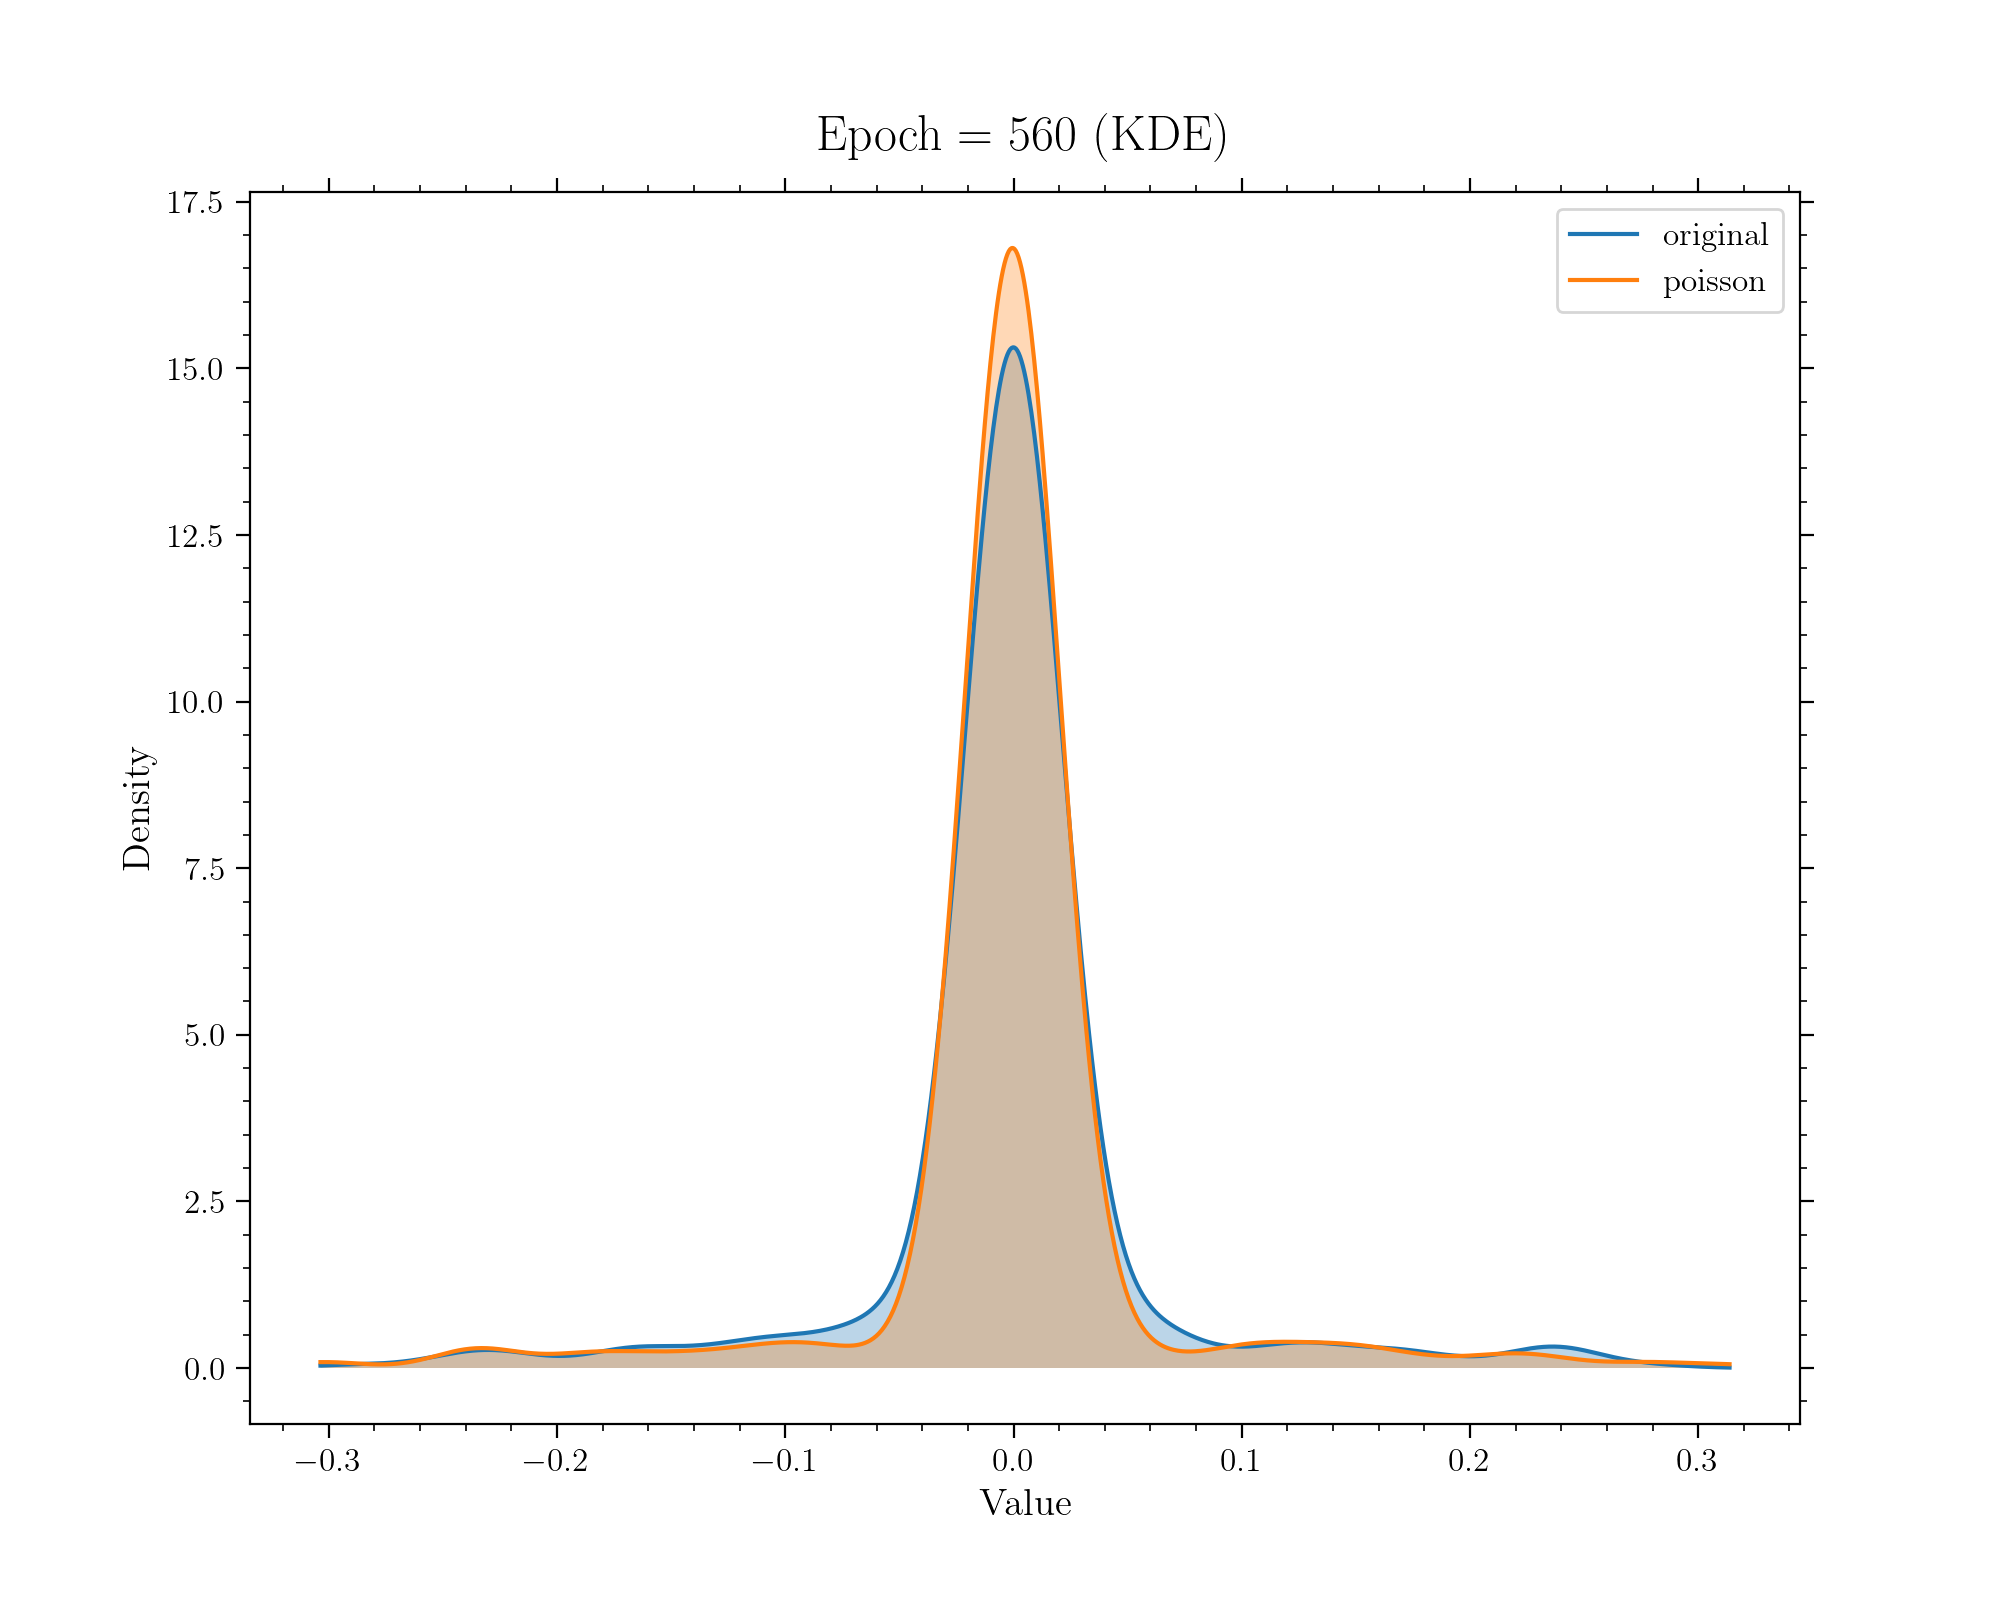 Epoch = 560 (KDE)
original
poisson
17.5
15.0
12.5
10.0
7.5
5.0
2.5
0.0
Density
−0.3 −0.2 −0.1 0.0 0.1 0.2 0.3
Value